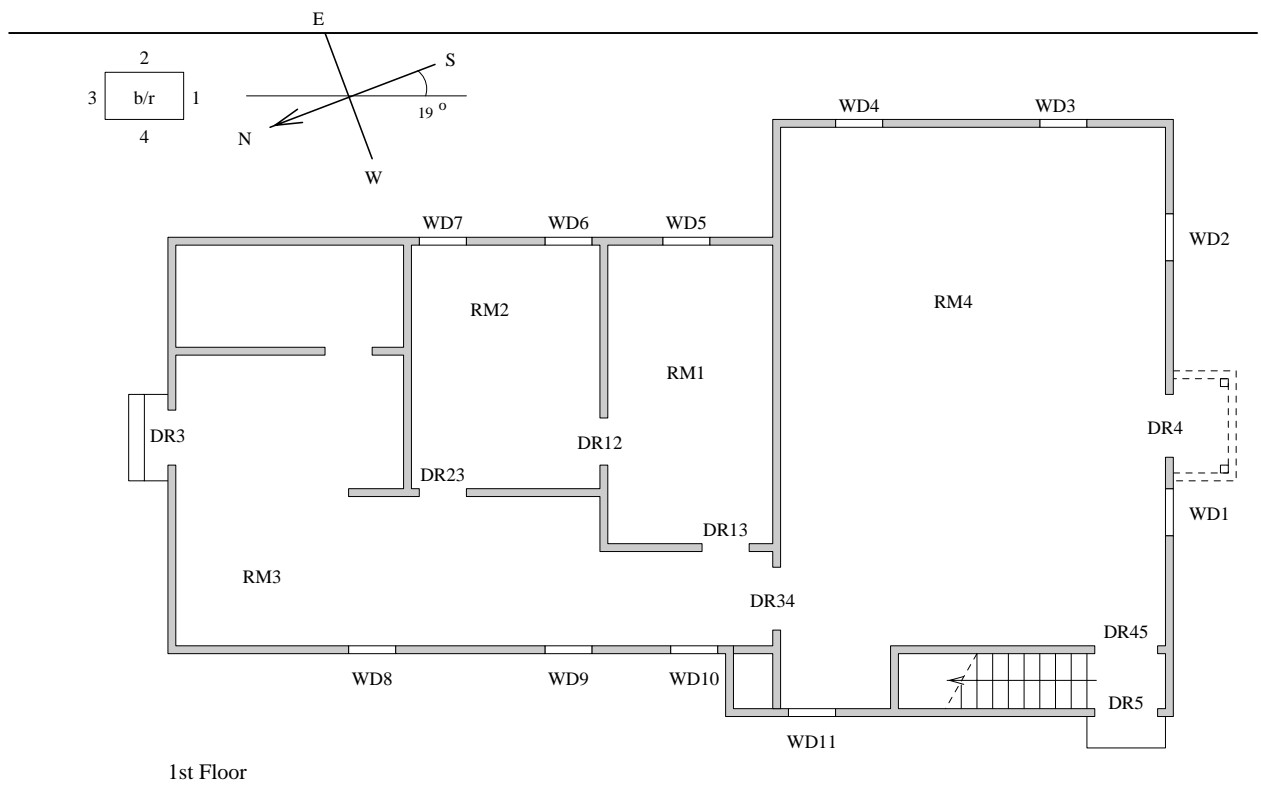 E
2
S
3 b/r 1
19 o
4
N
W
WD4 WD3
WD7 WD6 WD5
WD2
RM2 RM4
RM1
DR3 DR12 DR4
DR23
WD1
DR13
RM3
DR34
DR45
WD8 WD9 WD10
DR5
WD11
1st Floor